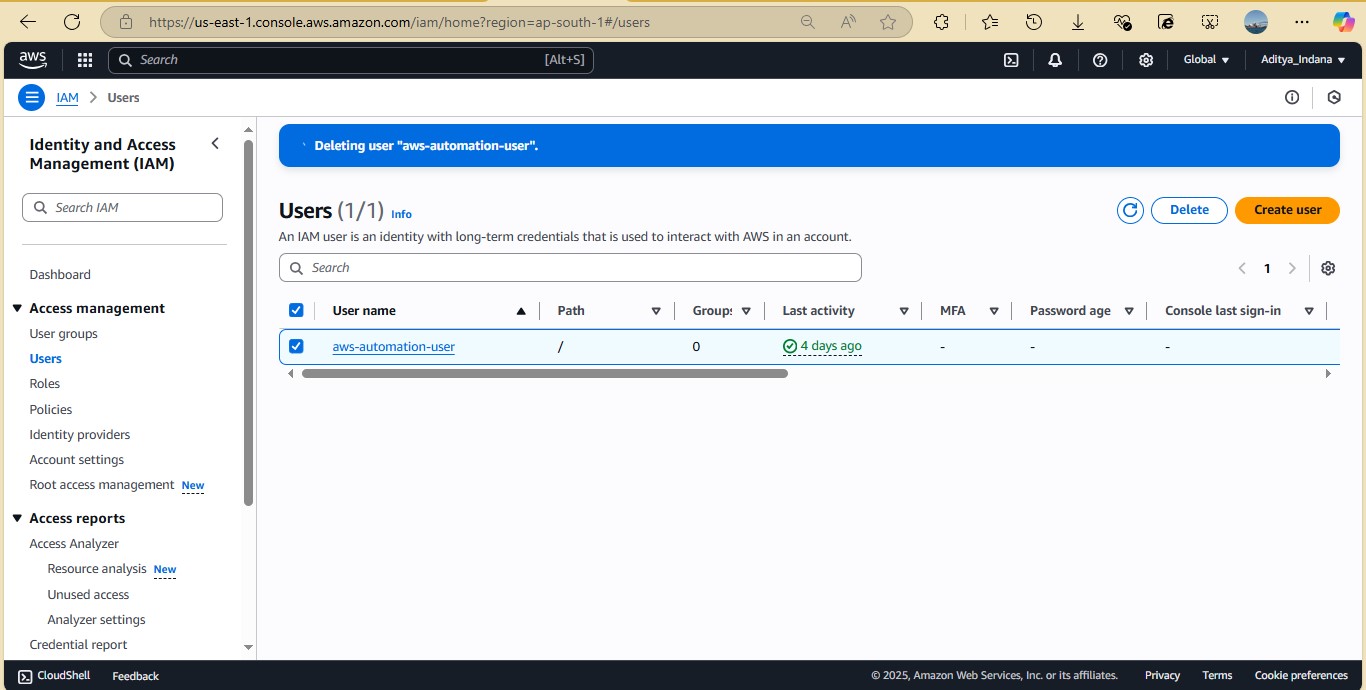 https://us-east-1.console.aws.amazon.com/iam/home?region=ap-south-1#/users
aws
Search [Alt+S]
Global
Aditya_Indana
IAM > Users
Identity and Access Management (IAM)
Search IAM
Dashboard
Access management
User groups
Users
Roles
Policies
Identity providers
Account settings
Root access management New
Access reports
Access Analyzer
Resource analysis New
Unused access
Analyzer settings
Credential report
Deleting user "aws-automation-user".
Users (1/1) Info
Delete
Create user
An IAM user is an identity with long-term credentials that is used to interact with AWS in an account.
Search
1
User name Path Groups Last activity MFA Password age Console last sign-in
aws-automation-user / 0 4 days ago - - -
CloudShell Feedback © 2025, Amazon Web Services, Inc. or its affiliates. Privacy Terms Cookie preferences